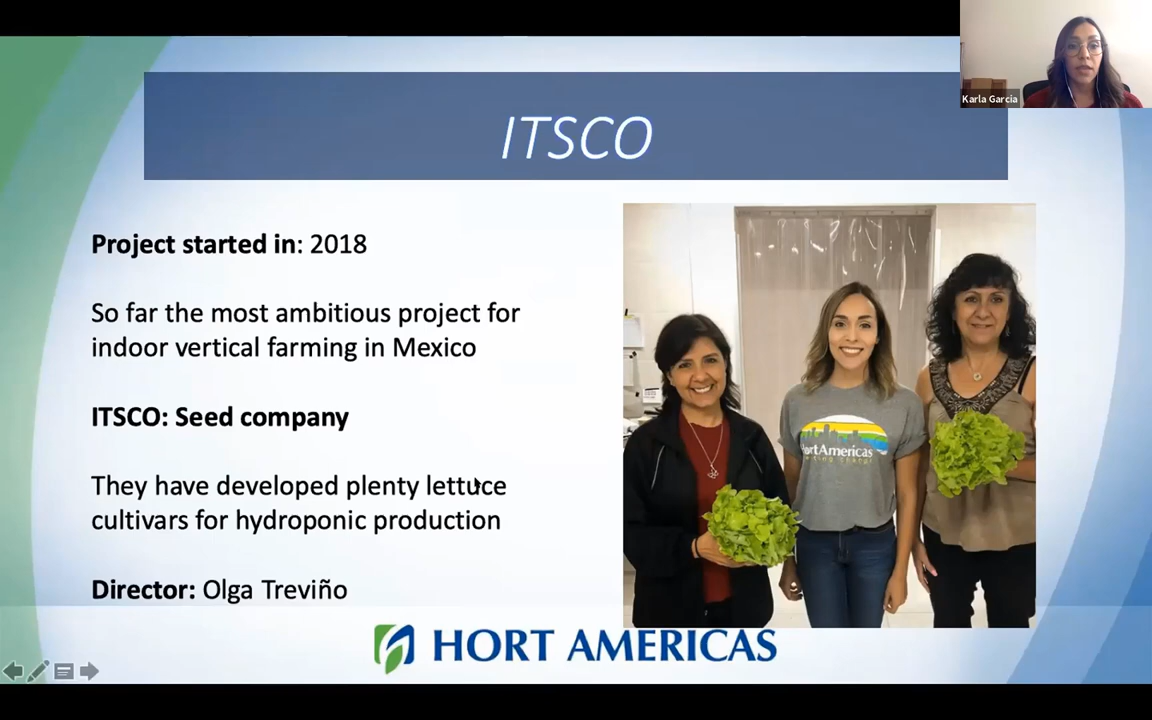 Karla Garcia
ITSCO
Project started in: 2018
So far the most ambitious project for
indoor vertical farming in Mexico
ITSCO: Seed company
They have developed plenty lettuce
cultivars for hydroponic production
Director: Olga Treviño
HortAmericas
HORT AMERICAS